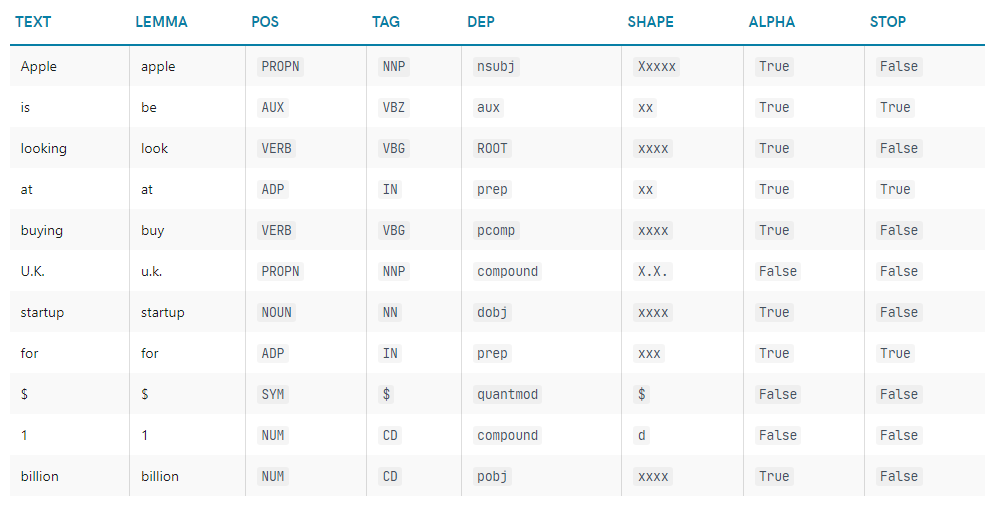 TEXT LEMMA POS TAG DEP SHAPE ALPHA STOP
Apple apple PROPN NNP nsubj Xxxxx True False
is be AUX VBZ aux xx True True
looking look VERB VBG ROOT xxxx True False
at at ADP IN prep xx True True
buying buy VERB VBG pcomp xxxx True False
U.K. u.k. PROPN NNP compound X.X. False False
startup startup NOUN NN dobj xxxx True False
for for ADP IN prep xxx True True
$ $ SYM $ quantmod $ False False
1 1 NUM CD compound d False False
billion billion NUM CD pobj xxxx True False